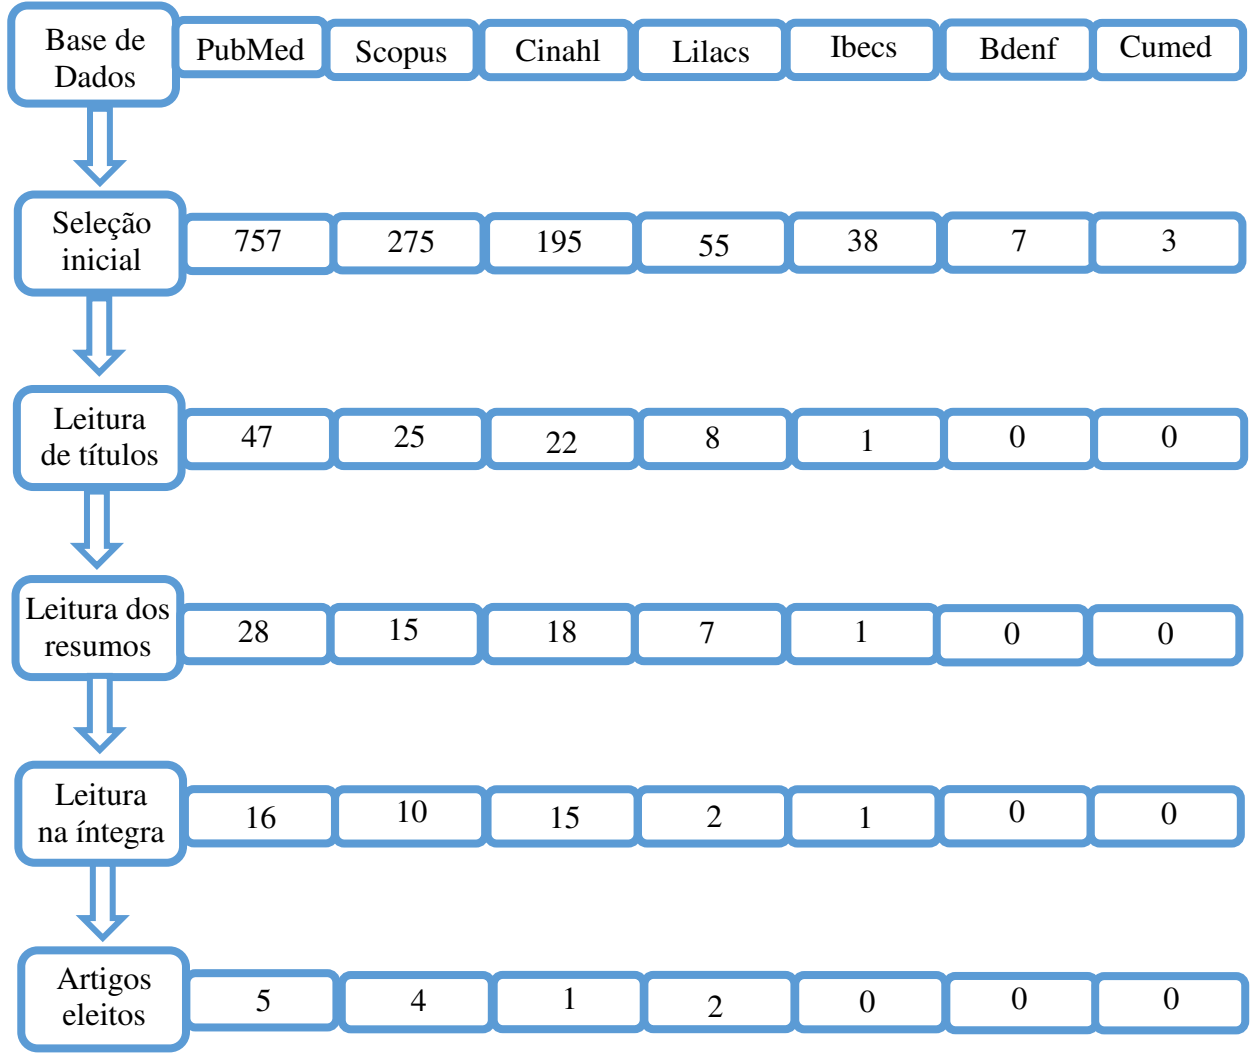 Base de
Dados
PubMed
Scopus
Cinahl
Lilacs
Ibecs
Bdenf
Cumed
Seleção
inicial
757
275
195
55
38
7
3
Leitura
de títulos
47
25
22
8
1
0
0
Leitura dos
resumos
28
15
18
7
1
0
0
Leitura
na íntegra
16
10
15
2
1
0
0
Artigos
eleitos
5
4
1
2
0
0
0